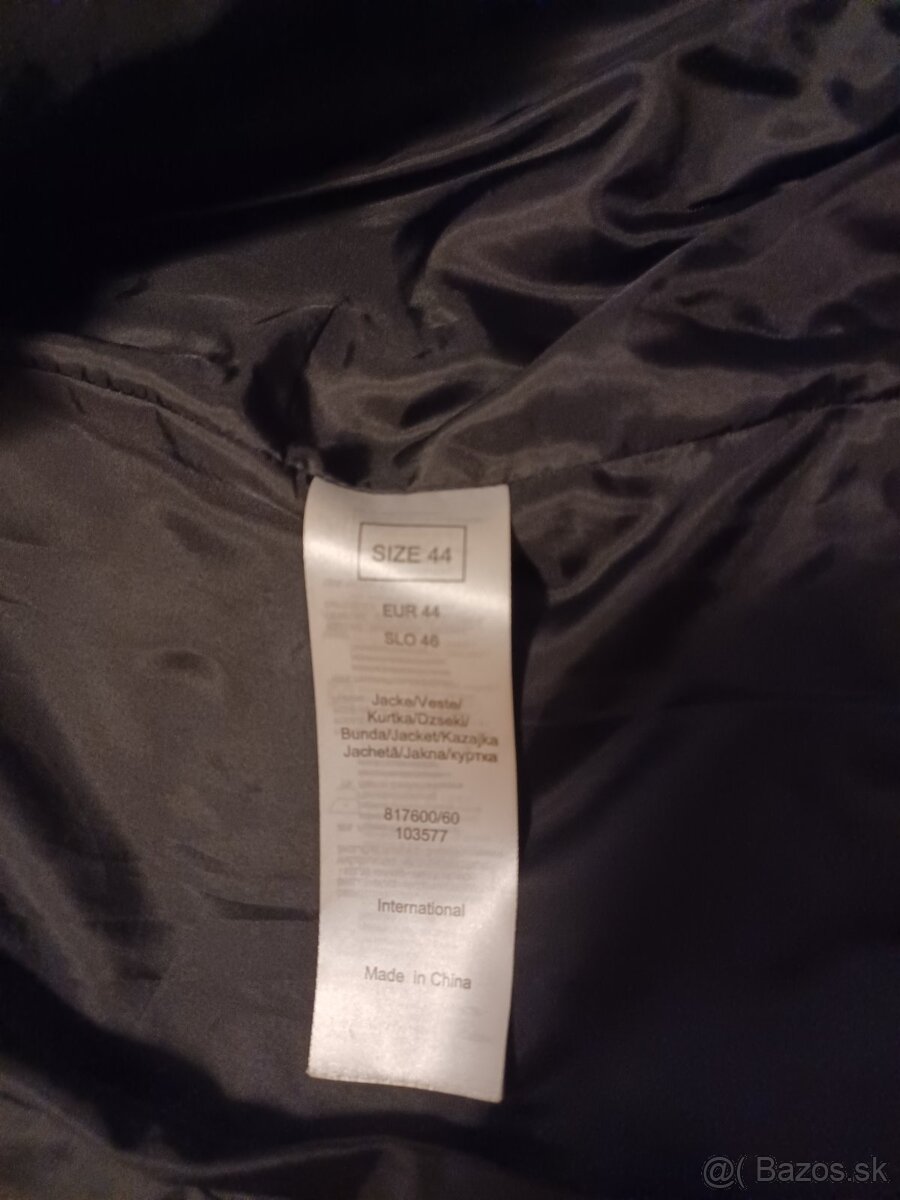 SIZE 44
EUR 44
SLO 46
Jacke/Veste/
Kurtka/Dzseki/
Bunda/Jacket/Kazajka
Jachetă/Jakna/куртка
817600/60
103577
International
Made in China
@( Bazos.sk